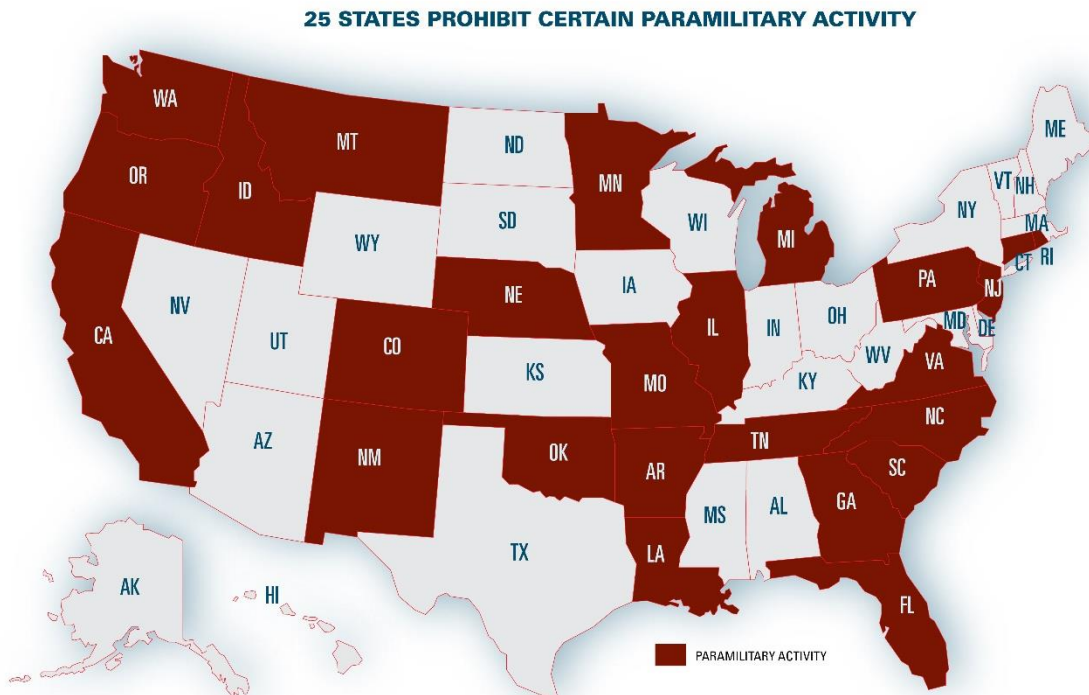 25 STATES PROHIBIT CERTAIN PARAMILITARY ACTIVITY
WA
MT
ND
MN
ME
OR
ID
SD
WI
VT
NH
NY
WY
MI
MA
CT
RI
NE
IA
PA
NJ
NV
CA
UT
CO
IL
IN
OH
MD
DE
KS
MO
KY
WV
VA
AZ
NM
OK
AR
TN
NC
SC
MS
AL
GA
TX
LA
AK
HI
FL
PARAMILITARY ACTIVITY